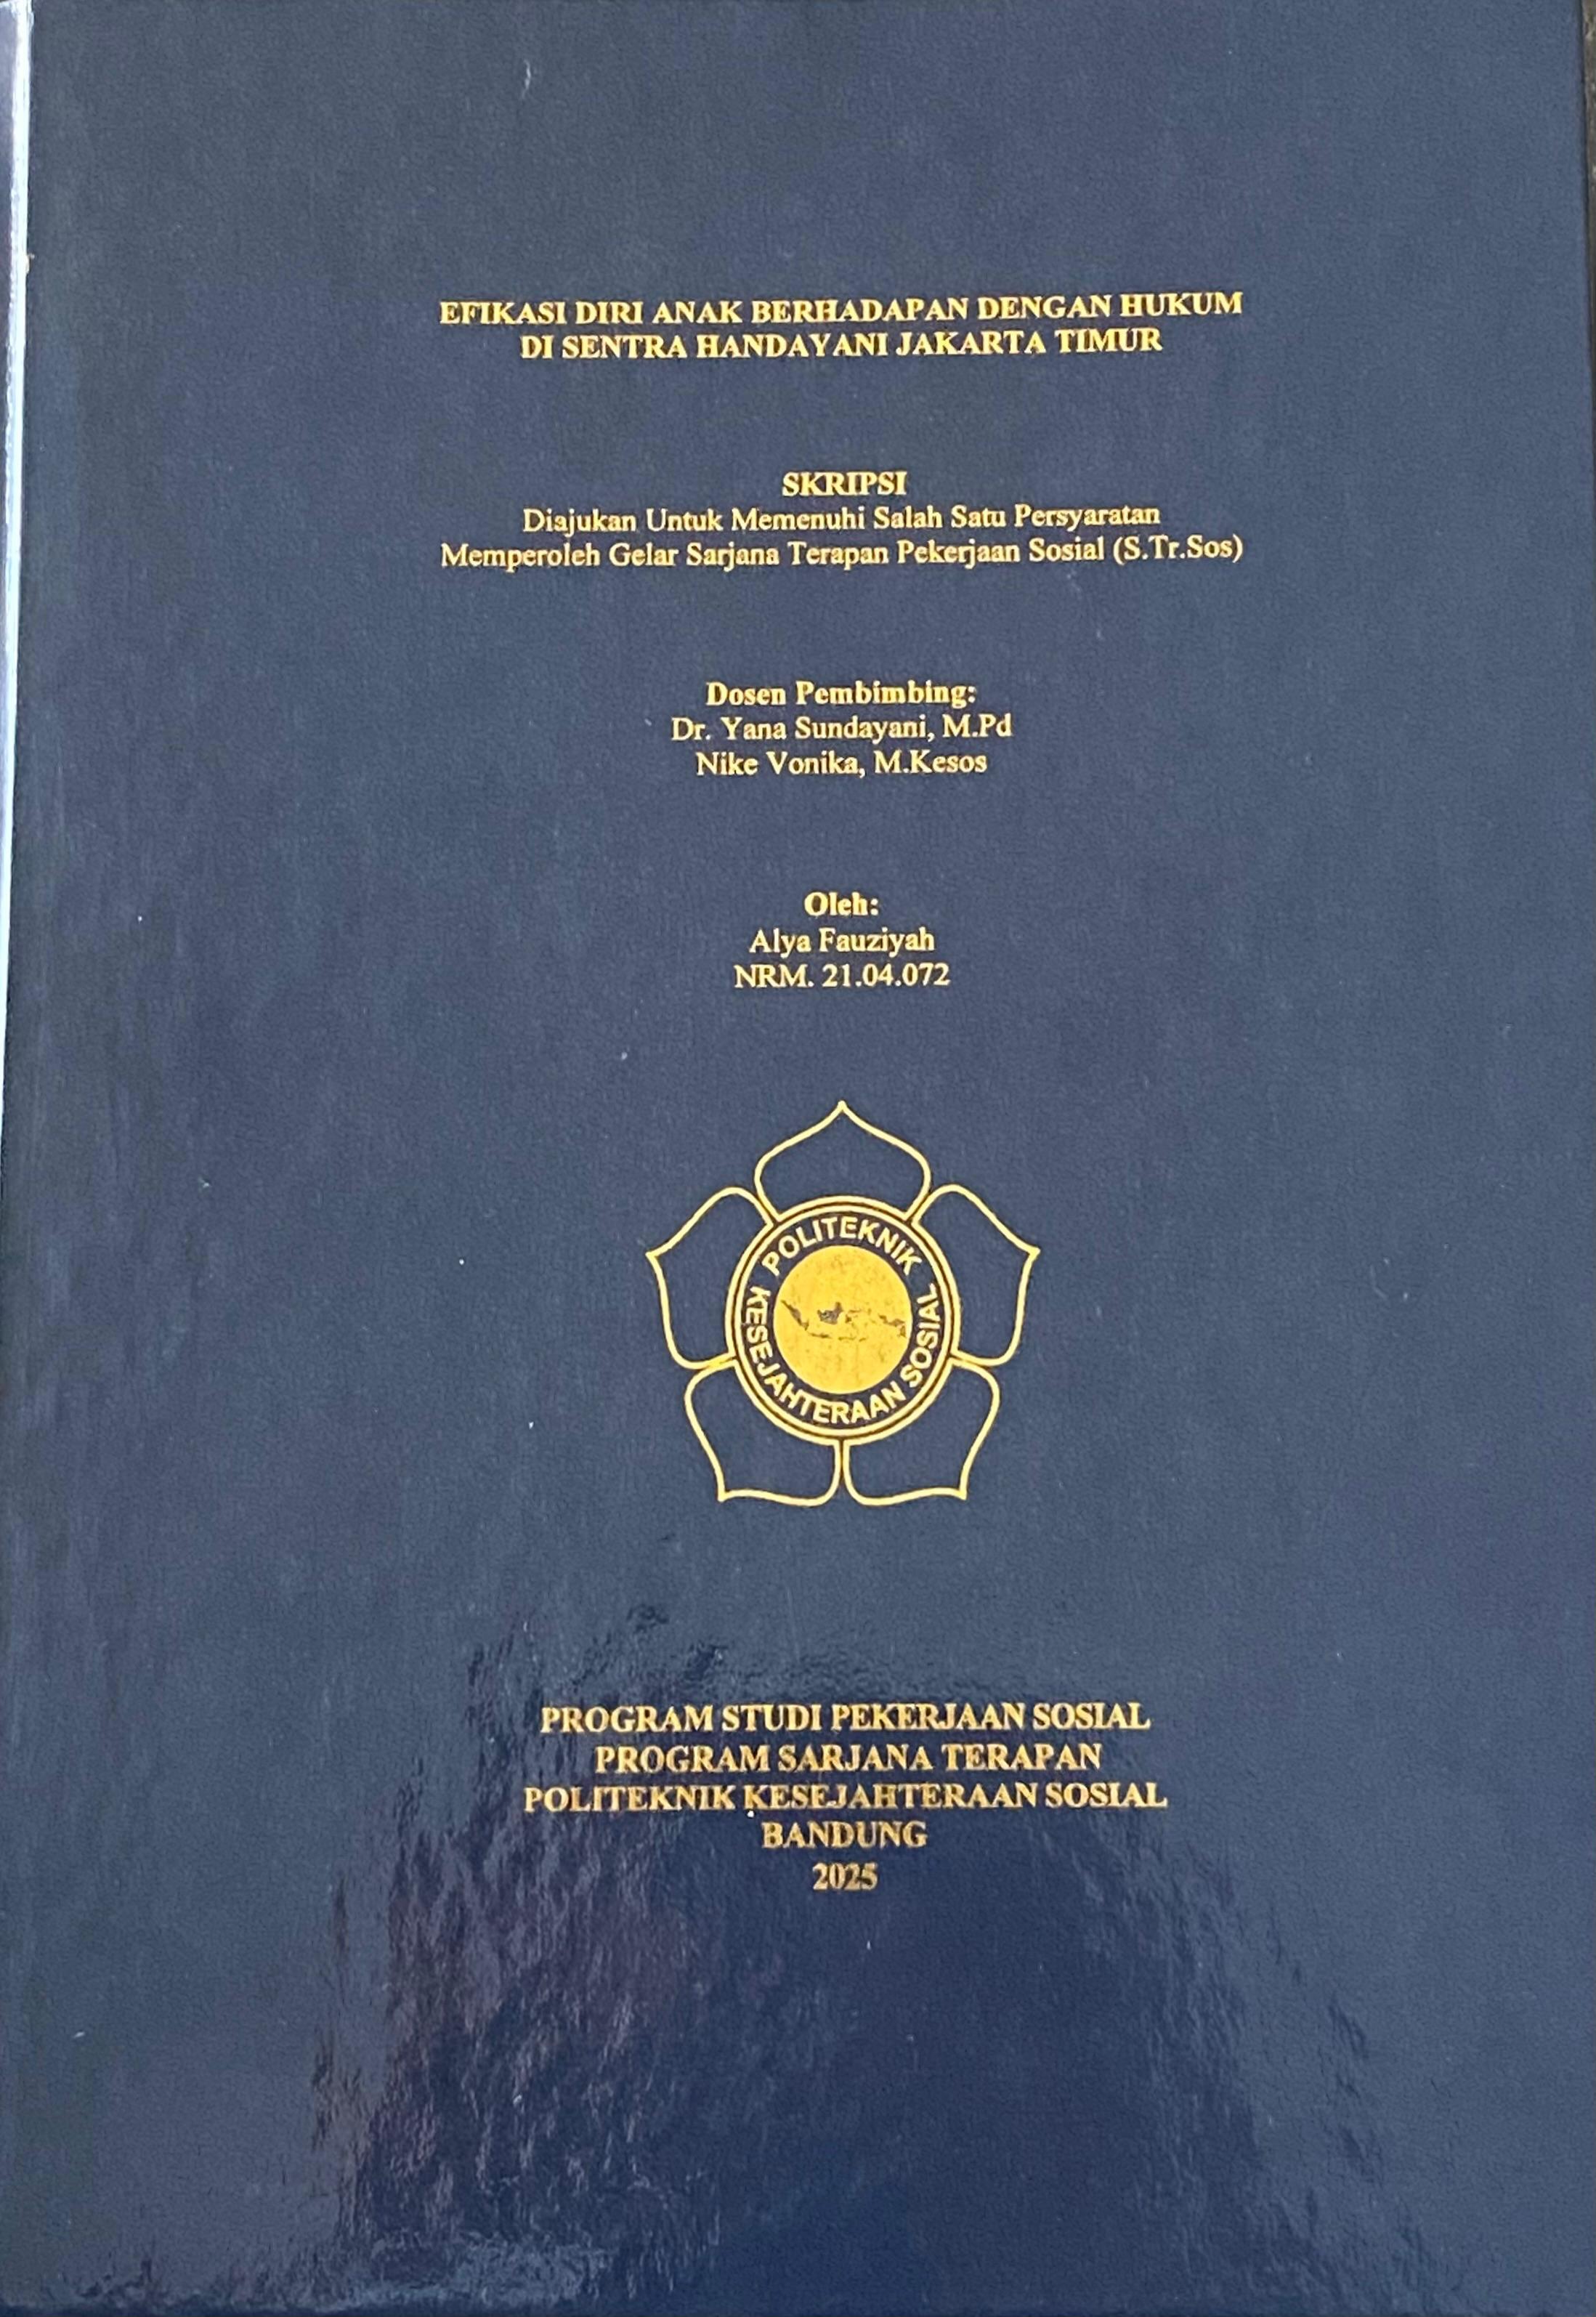 EFIKASI DIRI ANAK BERHADAPAN DENGAN HUKUM
DI SENTRA HANDAYANI JAKARTA TIMUR
SKRIPSI
Diajukan Untuk Memenuhi Salah Satu Persyaratan
Memperoleh Gelar Sarjana Terapan Pekerjaan Sosial (S.Tr.Sos)
Dosen Pembimbing:
Dr. Yana Sundayani, M.Pd
Nike Vonika, M.Kesos
Oleh:
Alya Fauziyah
NRM. 21.04.072
POLITEKNIK
KESEJAHTERAAN SOSIAL
PROGRAM STUDI PEKERJAAN SOSIAL
PROGRAM SARJANA TERAPAN
POLITEKNIK KESEJAHTERAAN SOSIAL
BANDUNG
2025